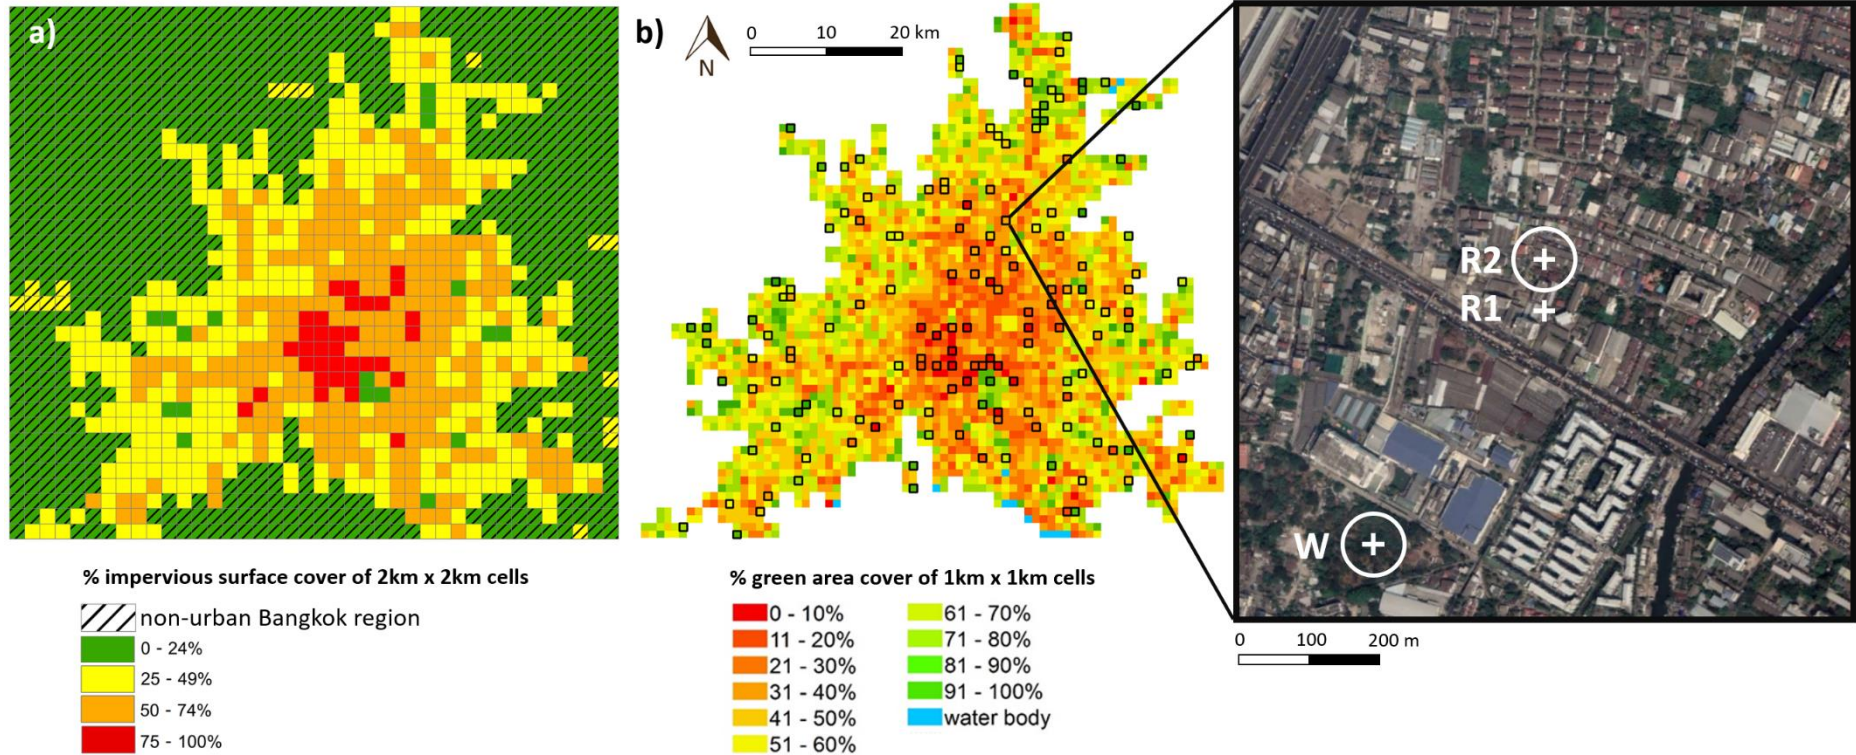 a)
% impervious surface cover of 2km x 2km cells
non-urban Bangkok region
0 - 24%
25 - 49%
50 - 74%
75 - 100%
b)
N
0 10 20 km
% green area cover of 1km x 1km cells
0 - 10%
11 - 20%
21 - 30%
31 - 40%
41 - 50%
51 - 60%
61 - 70%
71 - 80%
81 - 90%
91 - 100%
water body
R2
R1
W
0 100 200 m